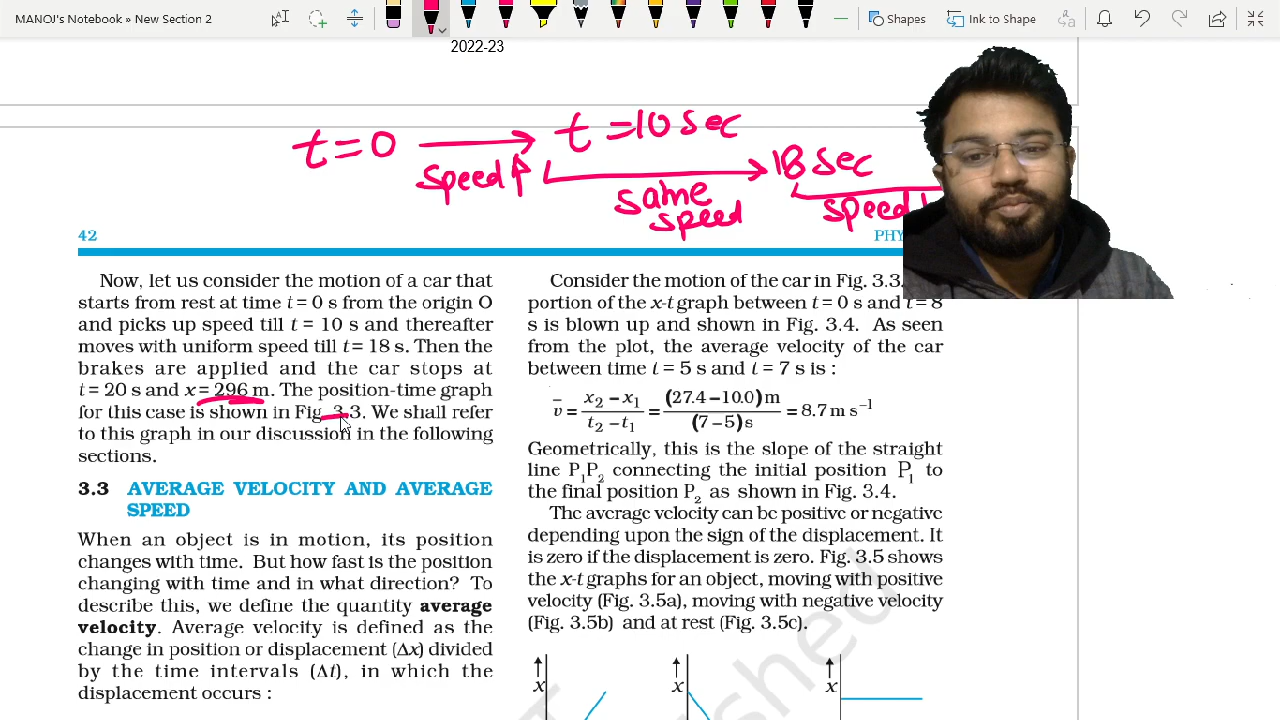 MANOJ's Notebook » New Section 2
Shapes
Ink to Shape
2022-23
t=0 → t=10 sec
speed↑
same
speed
18 sec
speed
42
Now, let us consider the motion of a car that
starts from rest at time t = 0 s from the origin O
and picks up speed till t = 10 s and thereafter
moves with uniform speed till t = 18 s. Then the
brakes are applied and the car stops at
t = 20 s and x = 296 m. The position-time graph
for this case is shown in Fig. 3.3. We shall refer
to this graph in our discussion in the following
sections.
3.3 AVERAGE VELOCITY AND AVERAGE
SPEED
When an object is in motion, its position
changes with time. But how fast is the position
changing with time and in what direction? To
describe this, we define the quantity average
velocity. Average velocity is defined as the
change in position or displacement (Δx) divided
by the time intervals (Δt), in which the
displacement occurs :
Consider the motion of the car in Fig. 3.3.
portion of the x-t graph between t = 0 s and t = 8
s is blown up and shown in Fig. 3.4. As seen
from the plot, the average velocity of the car
between time t = 5 s and t = 7 s is :
v̅ = (x₂ – x₁)/(t₂ – t₁) = (27.4 – 10.0) m/(7 – 5) s = 8.7 m s⁻¹
Geometrically, this is the slope of the straight
line P₁P₂ connecting the initial position P₁ to
the final position P₂ as shown in Fig. 3.4.
The average velocity can be positive or negative
depending upon the sign of the displacement. It
is zero if the displacement is zero. Fig. 3.5 shows
the x-t graphs for an object, moving with positive
velocity (Fig. 3.5a), moving with negative velocity
(Fig. 3.5b) and at rest (Fig. 3.5c).
x
x
x